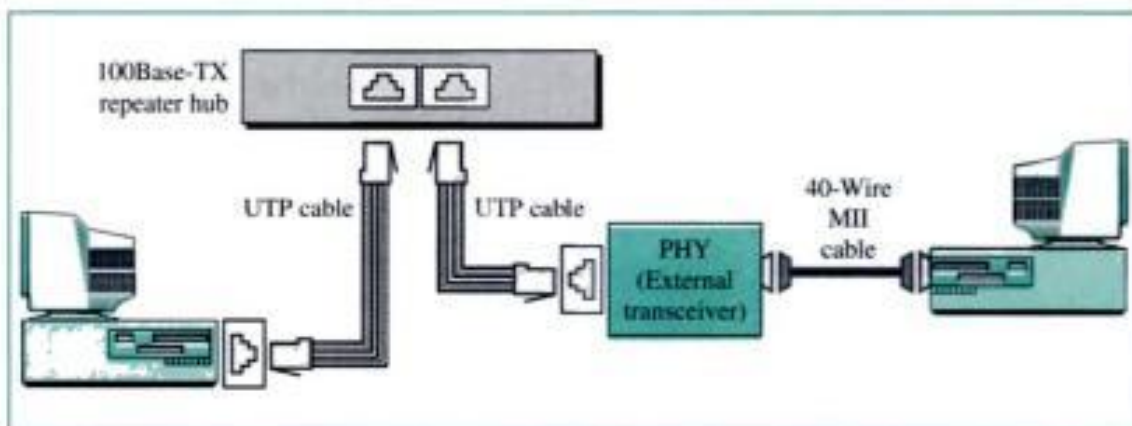 100Base-TX
repeater hub
UTP cable
UTP cable
40-Wire
MII
cable
PHY
(External
transceiver)